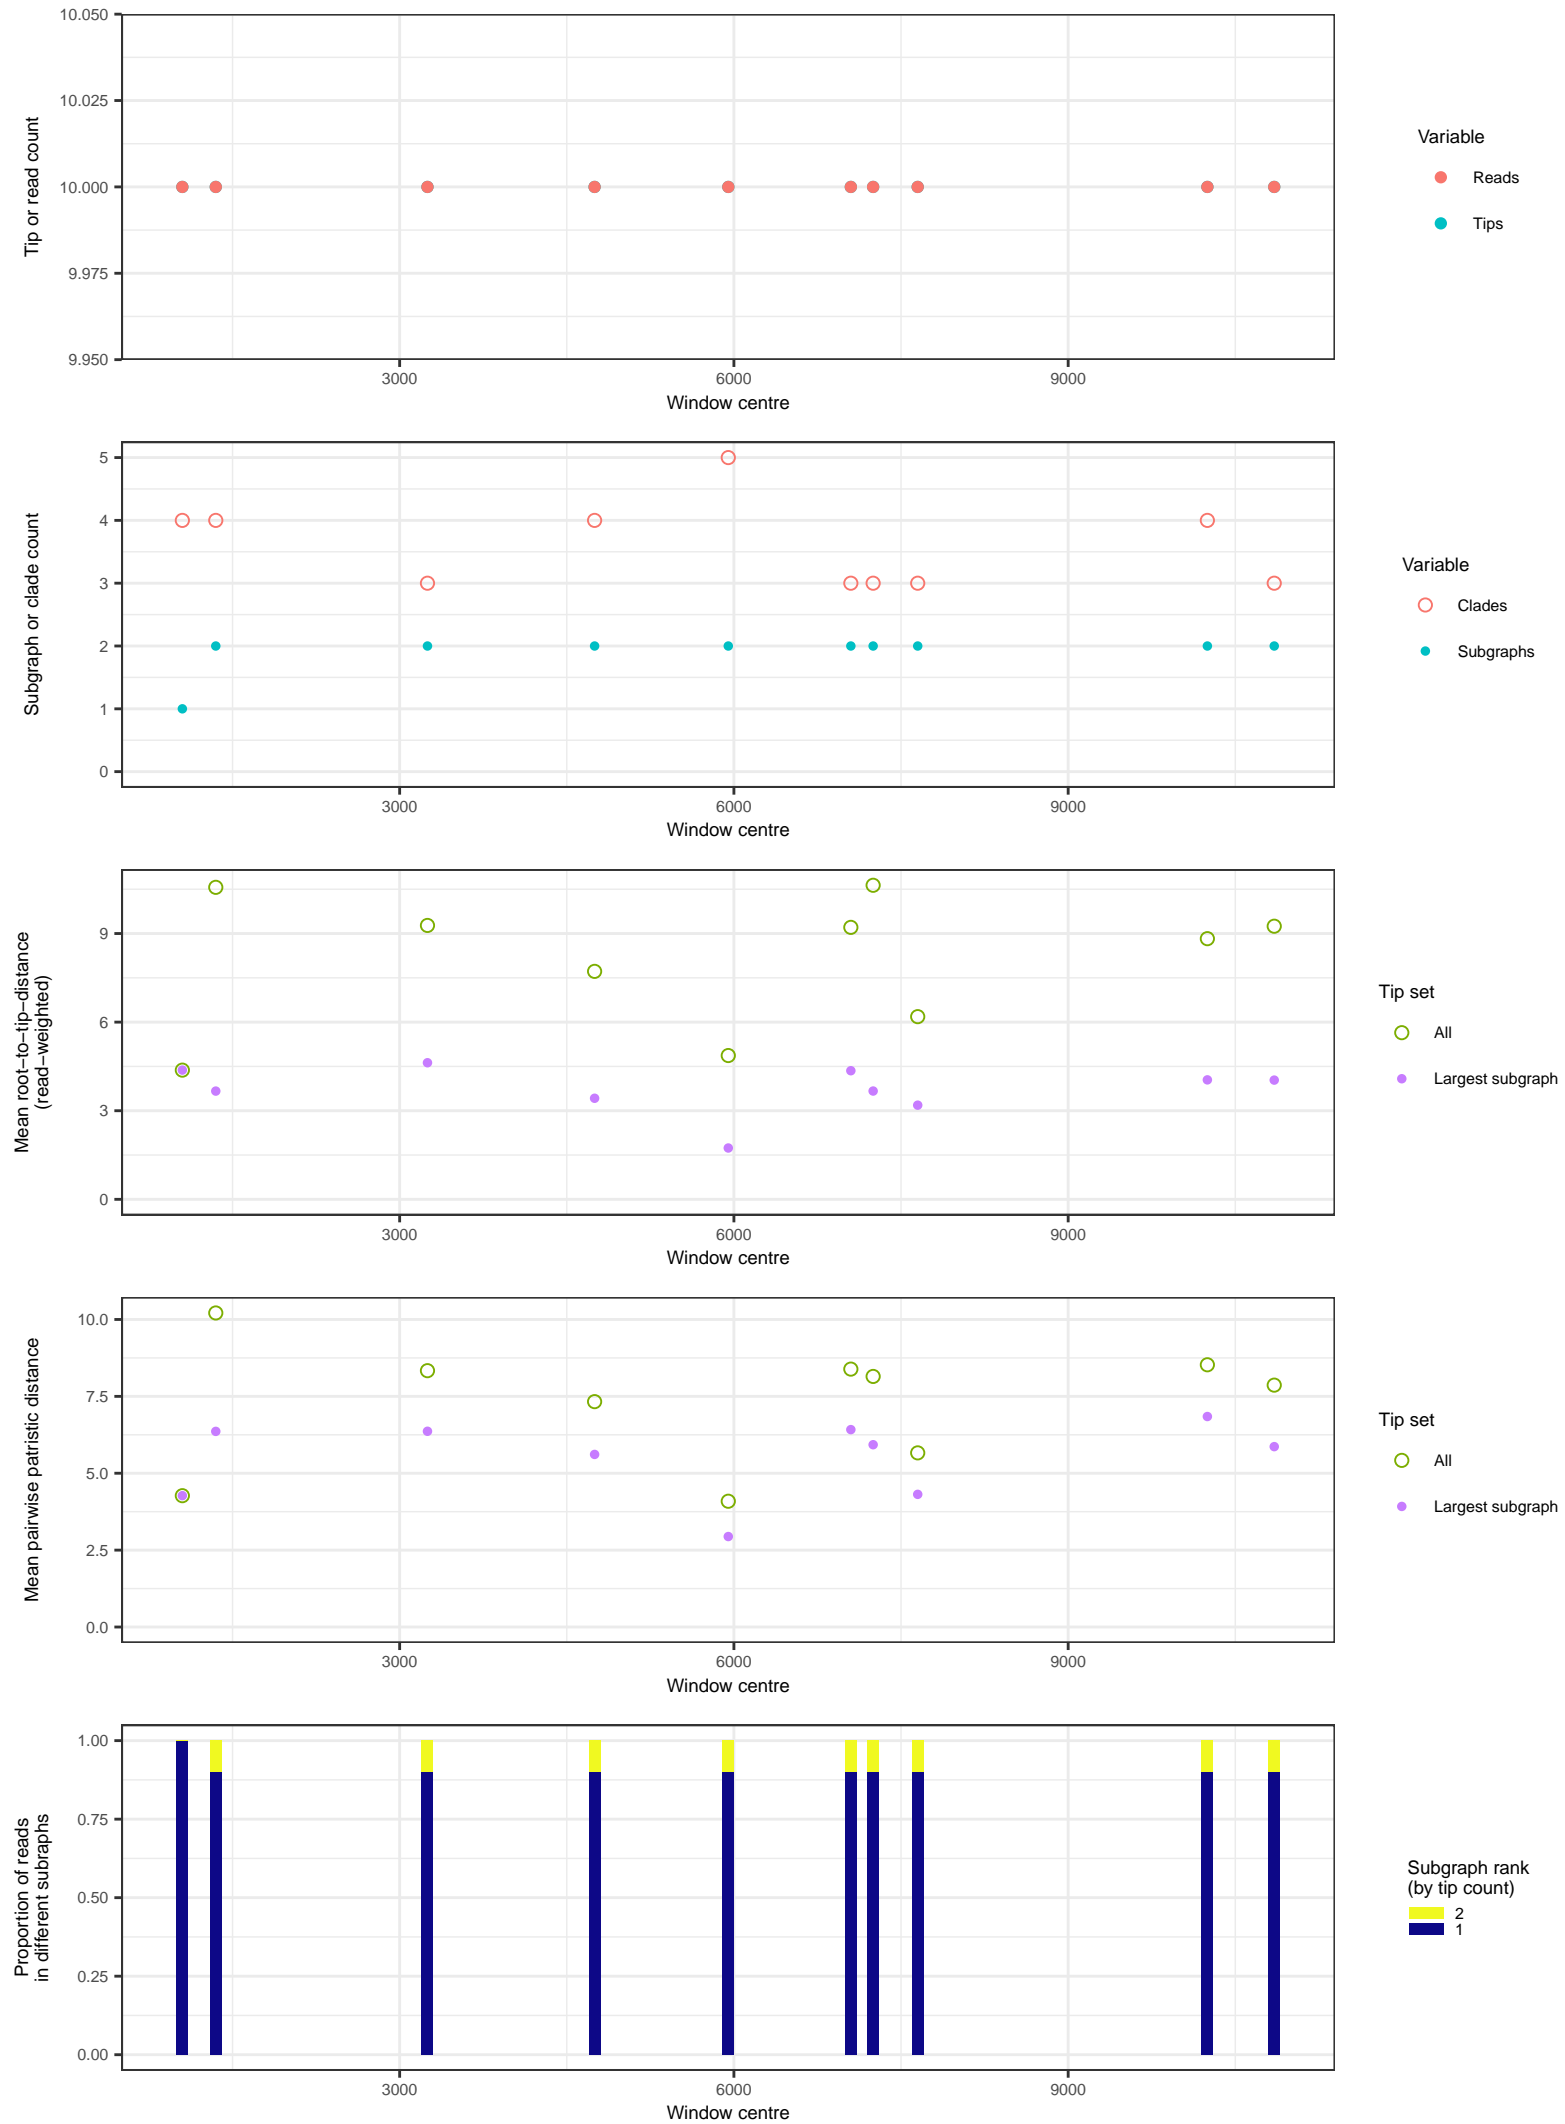 10.050
10.025
10.000
9.975
9.950
Tip or read count
3000
6000
9000
Window centre
Variable
Reads
Tips
5
4
3
2
1
0
Subgraph or clade count
3000
6000
9000
Window centre
Variable
Clades
Subgraphs
9
6
3
0
Mean root−to−tip−distance
(read−weighted)
3000
6000
9000
Window centre
Tip set
All
Largest subgraph
10.0
7.5
5.0
2.5
0.0
Mean pairwise patristic distance
3000
6000
9000
Window centre
Tip set
All
Largest subgraph
1.00
0.75
0.50
0.25
0.00
Proportion of reads
in different subraphs
3000
6000
9000
Window centre
Subgraph rank
(by tip count)
2
1